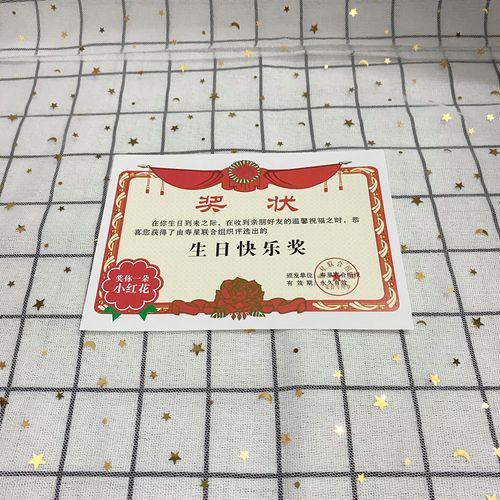 奖 状
在你生日到来之际，在收到亲朋好友的温馨祝福之时，恭
喜您获得了由寿星联合组织评选出的
生日快乐奖
奖你一朵
小红花
颁发单位：寿星联合组织
有 效 期：永久有效